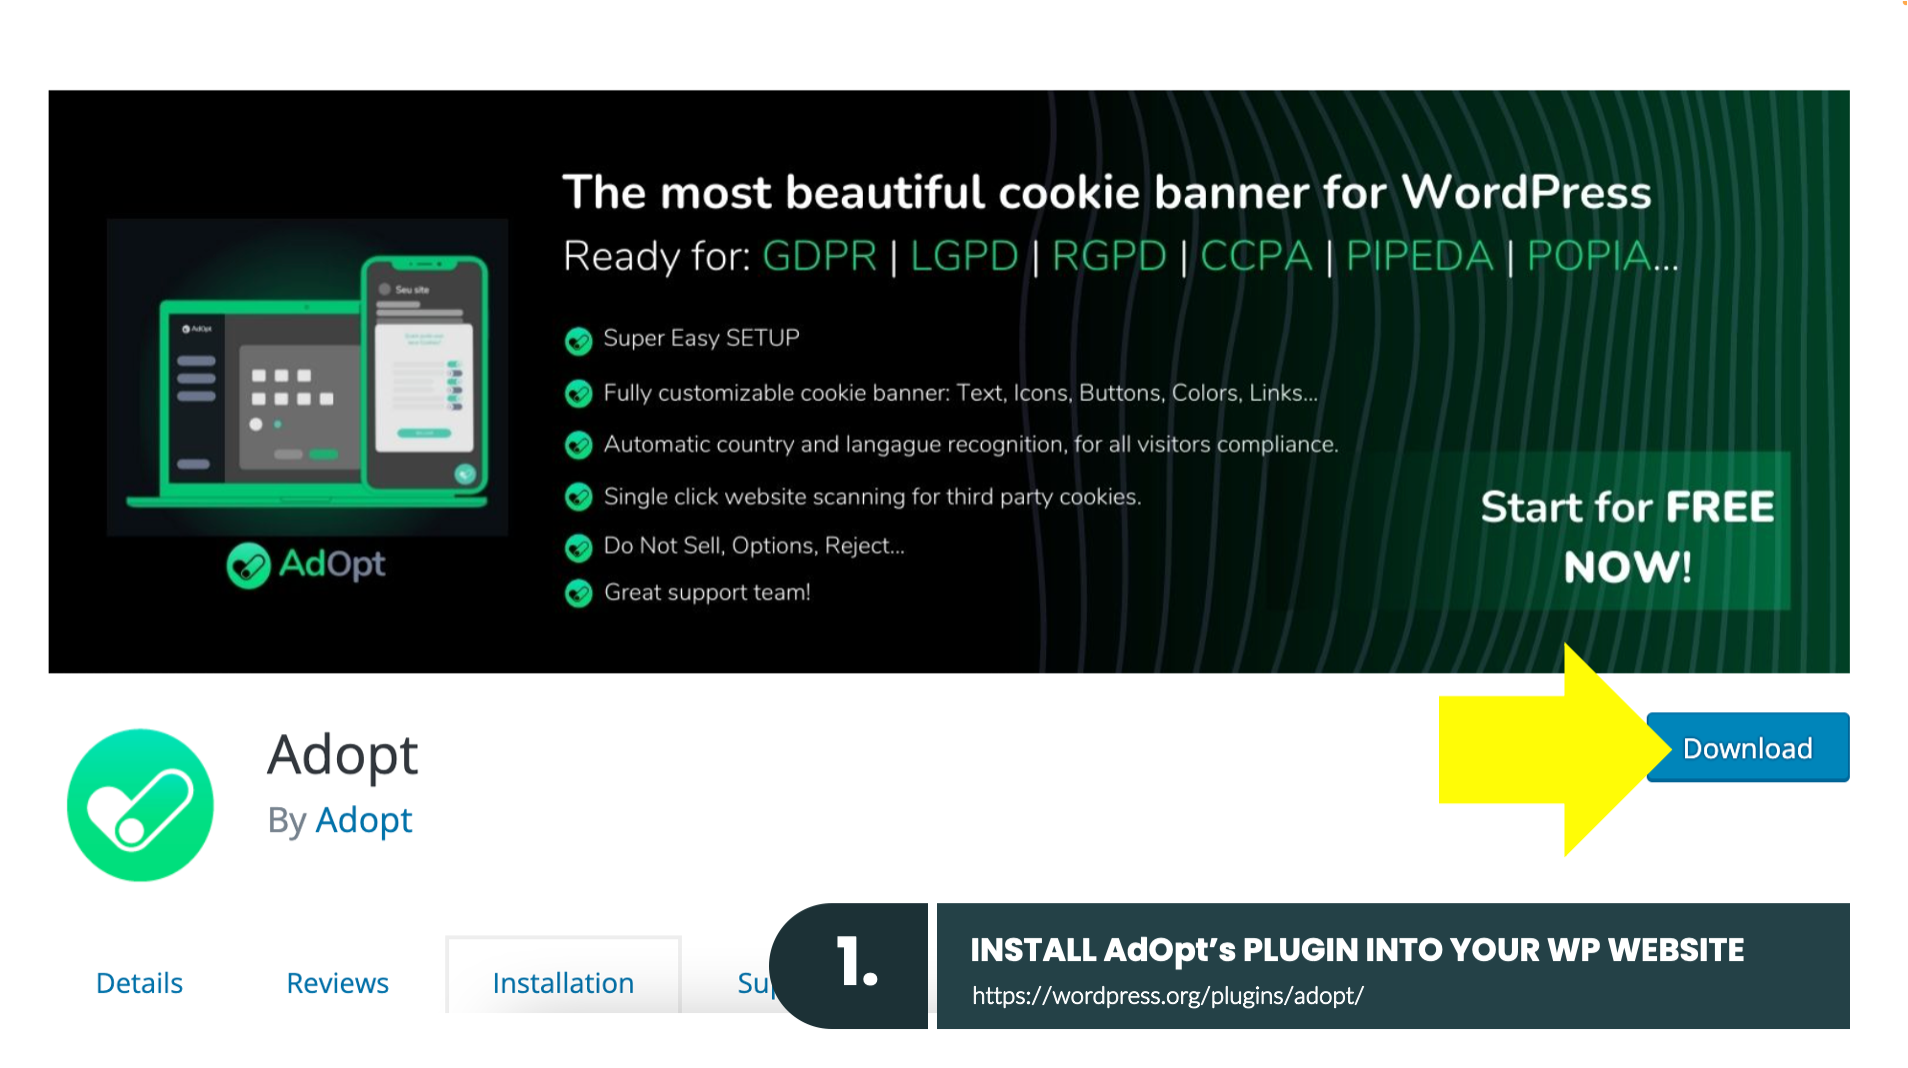 The most beautiful cookie banner for WordPress
Ready for: GDPR | LGPD | RGPD | CCPA | PIPEDA | POPIA...
Seu site
AdOpt
Super Easy SETUP
Fully customizable cookie banner: Text, Icons, Buttons, Colors, Links...
Automatic country and langague recognition, for all visitors compliance.
Single click website scanning for third party cookies.
Do Not Sell, Options, Reject...
Great support team!
AdOpt
Start for FREE
NOW!
Adopt
By Adopt
Download
Details
Reviews
Installation
Su
1.
INSTALL AdOpt’s PLUGIN INTO YOUR WP WEBSITE
https://wordpress.org/plugins/adopt/